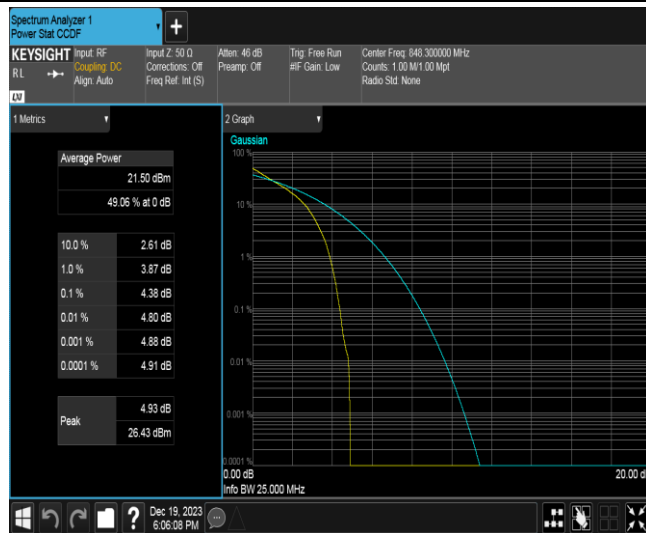 Spectrum Analyzer 1
Power Stat CCDF
+
KEYSIGHT
RL
LXI
Input: RF
Coupling: DC
Align: Auto
Input Z: 50 Ω
Corrections: Off
Freq Ref: Int (S)
Atten: 46 dB
Preamp: Off
Trig: Free Run
#IF Gain: Low
Center Freq: 848.300000 MHz
Counts: 1.00 M/1.00 Mpt
Radio Std: None
1 Metrics
Average Power
21.50 dBm
49.06 % at 0 dB
10.0 % 2.61 dB
1.0 % 3.87 dB
0.1 % 4.38 dB
0.01 % 4.80 dB
0.001 % 4.88 dB
0.0001 % 4.91 dB
Peak
4.93 dB
26.43 dBm
2 Graph
Gaussian
100 %
10 %
1 %
0.1 %
0.01 %
0.001 %
0.0001 %
0.00 dB
20.00 d
Info BW 25.000 MHz
?
Dec 19, 2023
6:06:08 PM